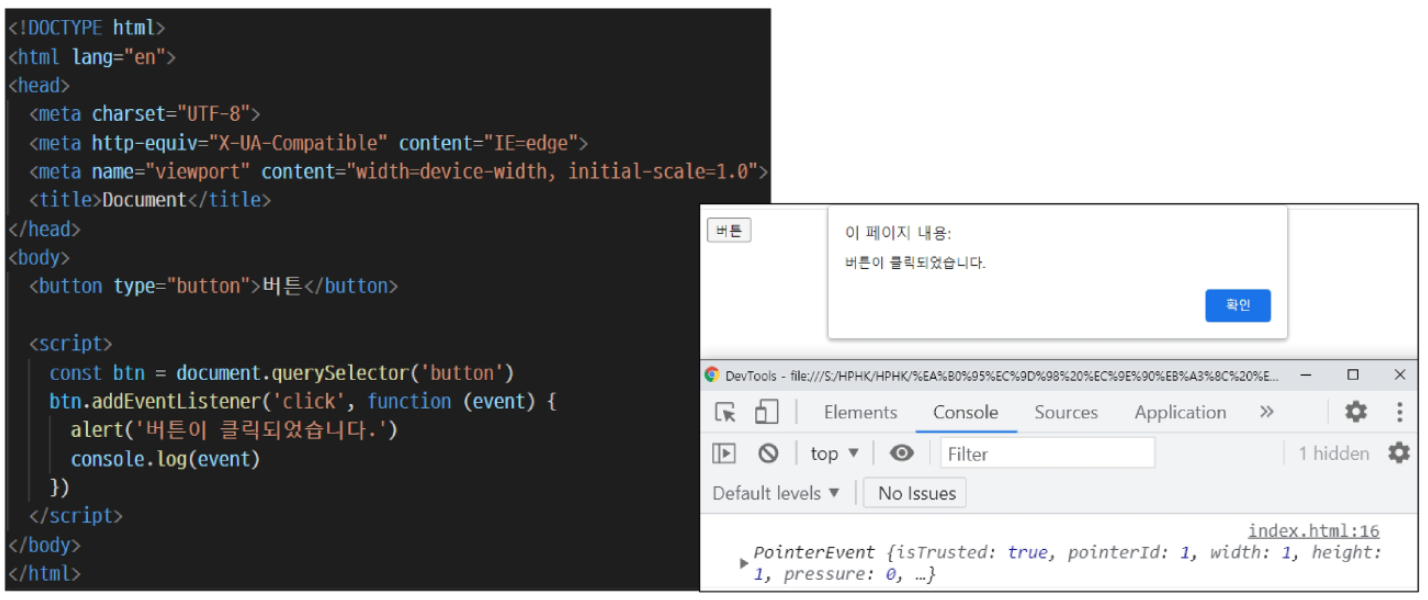 <!DOCTYPE html>
<html lang="en">
<head>
<meta charset="UTF-8">
<meta http-equiv="X-UA-Compatible" content="IE=edge">
<meta name="viewport" content="width=device-width, initial-scale=1.0">
<title>Document</title>
</head>
<body>
<button type="button">버튼</button>
<script>
const btn = document.querySelector('button')
btn.addEventListener('click', function (event) {
alert('버튼이 클릭되었습니다.')
console.log(event)
})
</script>
</body>
</html>
버튼
이 페이지 내용:
버튼이 클릭되었습니다.
확인
DevTools - file:///S:/HPHK/HPHK/%EA%B0%95%EC%9D%98%20%EC%9E%90%EB%A3%8C%20%E...
Elements Console Sources Application »
top ▼ Filter 1 hidden
Default levels ▼ No Issues
index.html:16
PointerEvent {isTrusted: true, pointerId: 1, width: 1, height:
1, pressure: 0, …}